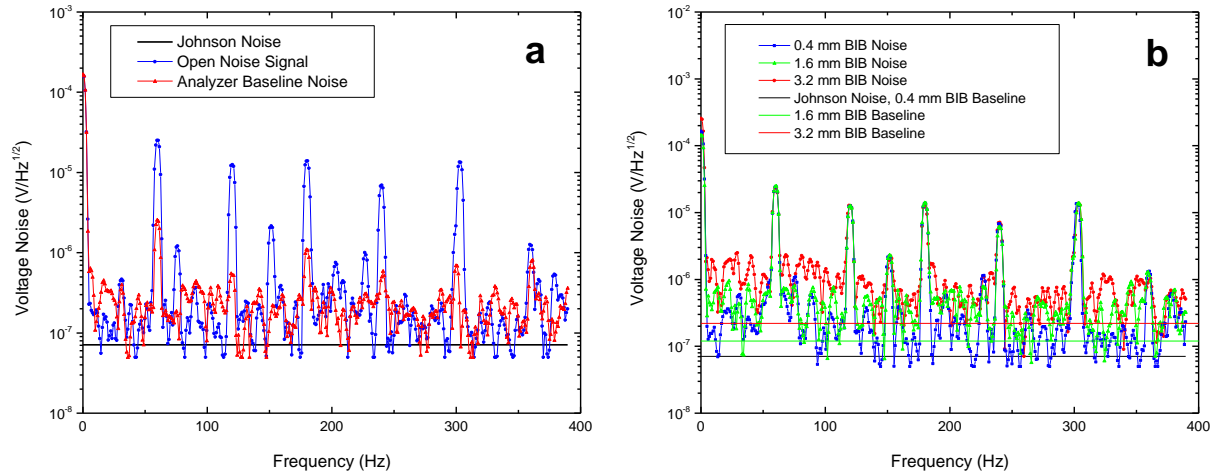 a
Johnson Noise
Open Noise Signal
Analyzer Baseline Noise
Voltage Noise (V/Hz^1/2)
10^-3
10^-4
10^-5
10^-6
10^-7
10^-8
0 100 200 300 400
Frequency (Hz)
b
0.4 mm BIB Noise
1.6 mm BIB Noise
3.2 mm BIB Noise
Johnson Noise, 0.4 mm BIB Baseline
1.6 mm BIB Baseline
3.2 mm BIB Baseline
Voltage Noise (V/Hz^1/2)
10^-2
10^-3
10^-4
10^-5
10^-6
10^-7
10^-8
0 100 200 300 400
Frequency (Hz)